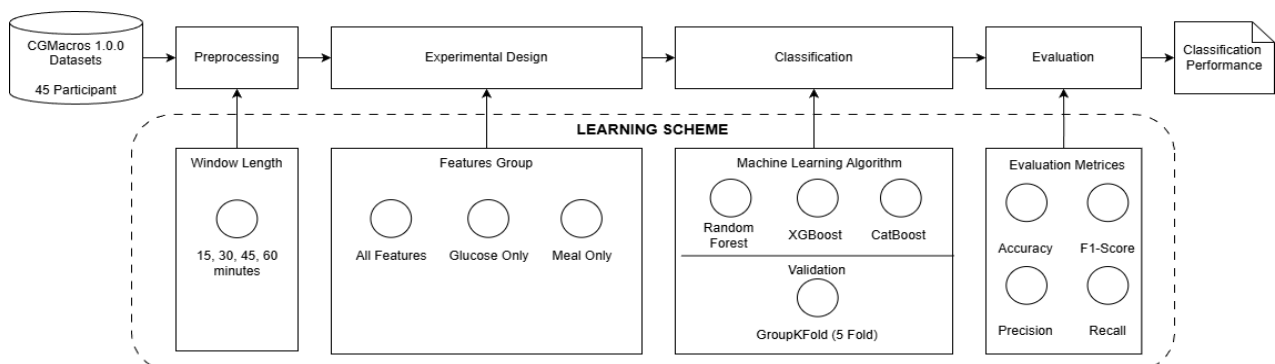 CGMacros 1.0.0
Datasets
45 Participant
Preprocessing
Experimental Design
Classification
Evaluation
Classification
Performance
LEARNING SCHEME
Window Length
15, 30, 45, 60
minutes
Features Group
All Features
Glucose Only
Meal Only
Machine Learning Algorithm
Random
Forest
XGBoost
CatBoost
Validation
GroupKFold (5 Fold)
Evaluation Metrices
Accuracy
F1-Score
Precision
Recall